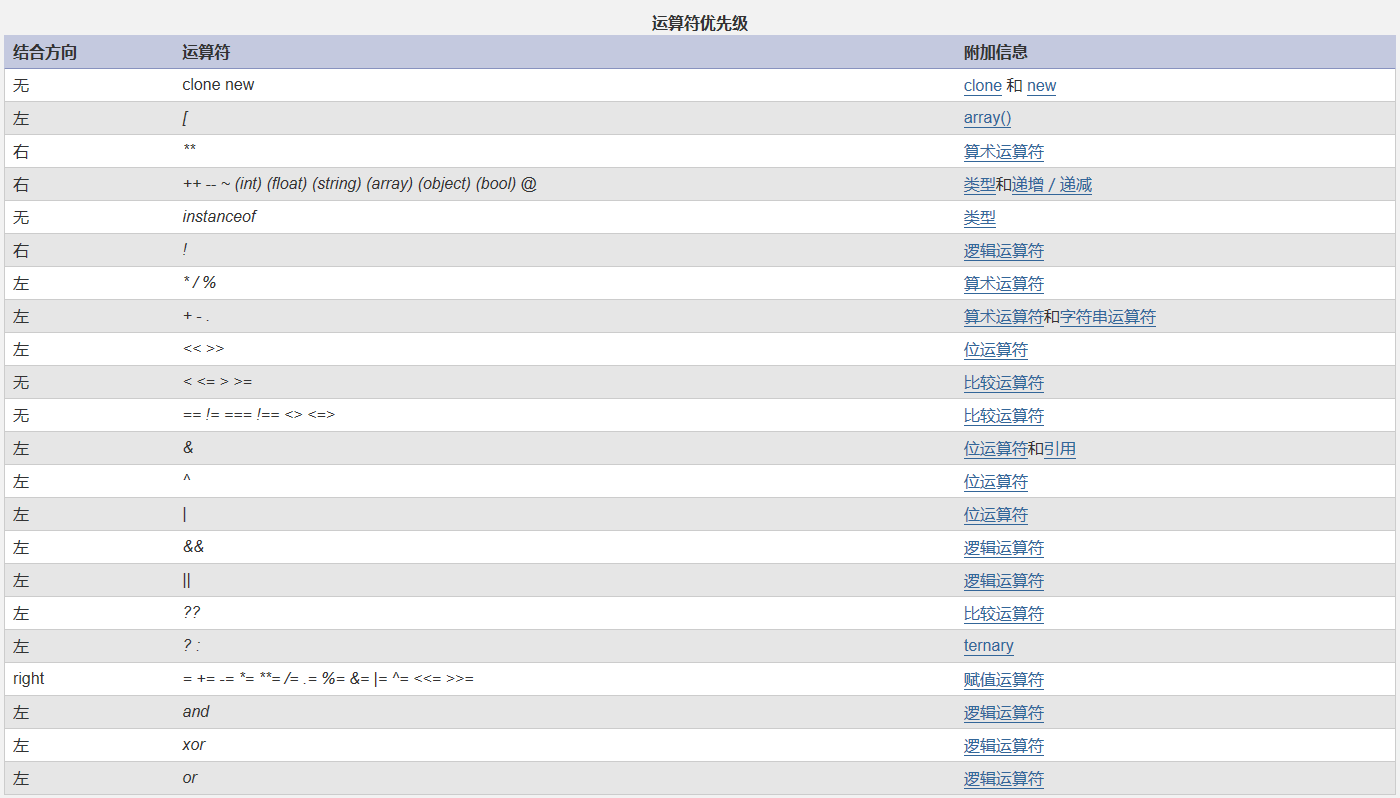 运算符优先级
结合方向 运算符 附加信息
无 clone new clone 和 new
左 [ array()
右 ** 算术运算符
右 ++ -- ~ (int) (float) (string) (array) (object) (bool) @ 类型和递增／递减
无 instanceof 类型
右 ! 逻辑运算符
左 * / % 算术运算符
左 + - . 算术运算符和字符串运算符
左 << >> 位运算符
无 < <= > >= 比较运算符
无 == != === !== <> <=> 比较运算符
左 & 位运算符和引用
左 ^ 位运算符
左 | 位运算符
左 && 逻辑运算符
左 || 逻辑运算符
左 ?? 比较运算符
左 ? : ternary
right = += -= *= **= /= .= %= &= |= ^= <<= >>= 赋值运算符
左 and 逻辑运算符
左 xor 逻辑运算符
左 or 逻辑运算符